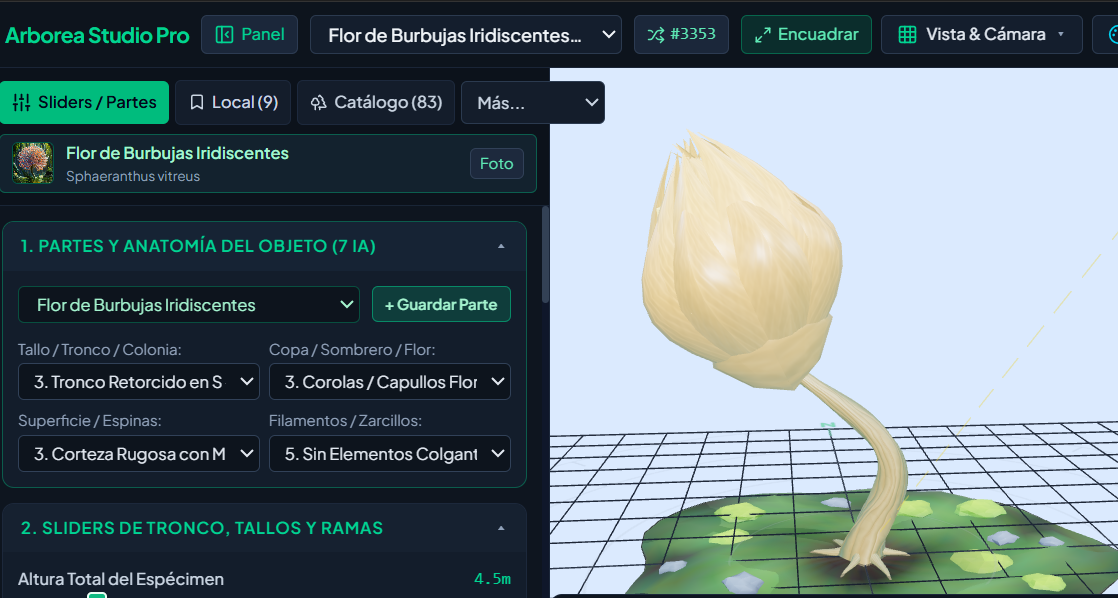 Arborea Studio Pro
Panel
Flor de Burbujas Iridiscentes...
#3353
Encuadrar
Vista & Cámara
Sliders / Partes
Local (9)
Catálogo (83)
Más...
Flor de Burbujas Iridiscentes
Sphaeranthus vitreus
Foto
1. PARTES Y ANATOMÍA DEL OBJETO (7 IA)
Flor de Burbujas Iridiscentes
+ Guardar Parte
Tallo / Tronco / Colonia:
Copa / Sombrero / Flor:
3. Tronco Retorcido en S
3. Corolas / Capullos Flor
Superficie / Espinas:
Filamentos / Zarcillos:
3. Corteza Rugosa con M
5. Sin Elementos Colgant
2. SLIDERS DE TRONCO, TALLOS Y RAMAS
Altura Total del Espécimen
4.5m